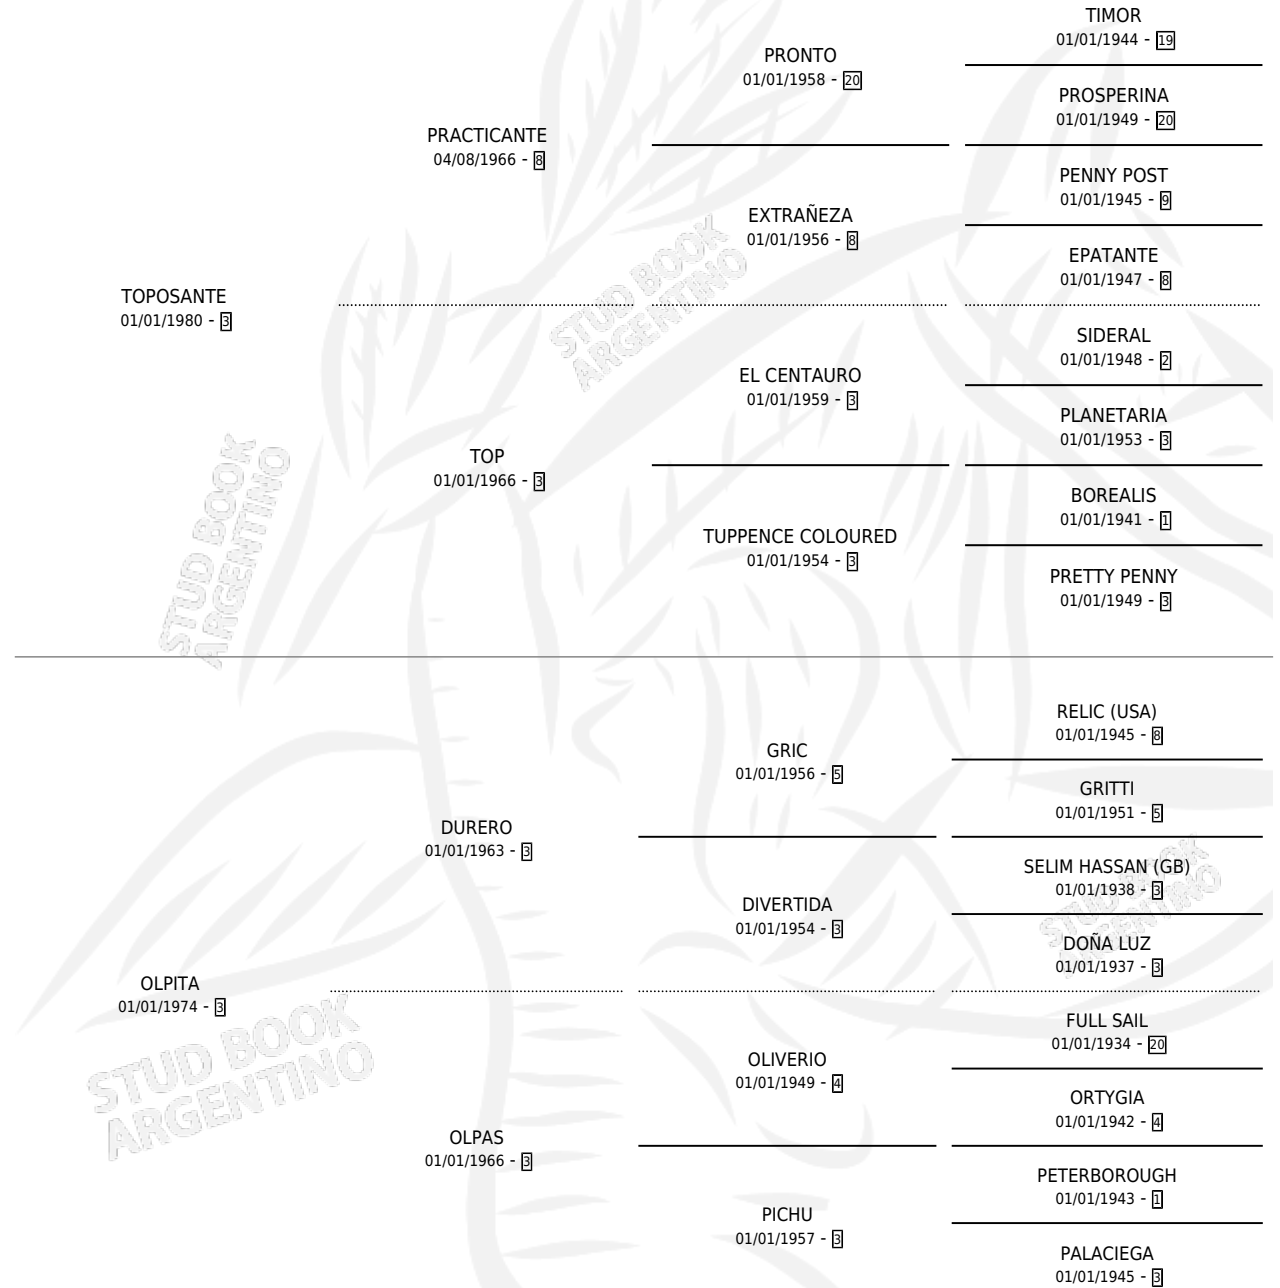 TIMOR
01/01/1944 - 19
PRONTO
01/01/1958 - 20
PROSPERINA
01/01/1949 - 20
PRACTICANTE
04/08/1966 - 8
PENNY POST
01/01/1945 - 9
EXTRAÑEZA
01/01/1956 - 8
EPATANTE
01/01/1947 - 8
TOPOSANTE
01/01/1980 - 3
STUD BOOK
ARGENTINO
SIDERAL
01/01/1948 - 2
EL CENTAURO
01/01/1959 - 3
PLANETARIA
01/01/1953 - 3
TOP
01/01/1966 - 3
BOREALIS
01/01/1941 - 1
TUPPENCE COLOURED
01/01/1954 - 3
PRETTY PENNY
01/01/1949 - 3
STUD BOOK
ARGENTINO
RELIC (USA)
01/01/1945 - 8
GRIC
01/01/1956 - 5
GRITTI
01/01/1951 - 5
DURERO
01/01/1963 - 3
SELIM HASSAN (GB)
01/01/1938 - 3
DIVERTIDA
01/01/1954 - 3
DOÑA LUZ
01/01/1937 - 3
STUD BOOK
ARGENTINO
OLPITA
01/01/1974 - 3
FULL SAIL
01/01/1934 - 20
OLIVERIO
01/01/1949 - 4
ORTYGIA
01/01/1942 - 4
STUD BOOK
ARGENTINO
OLPAS
01/01/1966 - 3
PETERBOROUGH
01/01/1943 - 1
PICHU
01/01/1957 - 3
PALACIEGA
01/01/1945 - 3